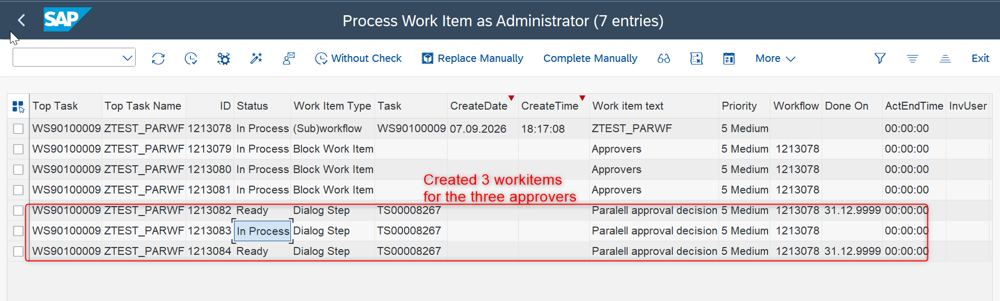 SAP
Process Work Item as Administrator (7 entries)
Without Check Replace Manually Complete Manually More Exit
Top Task Top Task Name ID Status Work Item Type Task CreateDate CreateTime Work item text Priority Workflow Done On ActEndTime InvUser
WS90100009 ZTEST_PARWF 1213078 In Process (Sub)workflow WS90100009 07.09.2026 18:17:08 ZTEST_PARWF 5 Medium 00:00:00
WS90100009 ZTEST_PARWF 1213079 In Process Block Work Item Approvers 5 Medium 1213078 00:00:00
WS90100009 ZTEST_PARWF 1213080 In Process Block Work Item Approvers 5 Medium 1213078 00:00:00
WS90100009 ZTEST_PARWF 1213081 In Process Block Work Item Approvers 5 Medium 1213078 00:00:00
Created 3 workitems
for the three approvers
WS90100009 ZTEST_PARWF 1213082 Ready Dialog Step TS00008267 Paralell approval decision 5 Medium 1213078 31.12.9999 00:00:00
WS90100009 ZTEST_PARWF 1213083 In Process Dialog Step TS00008267 Paralell approval decision 5 Medium 1213078 00:00:00
WS90100009 ZTEST_PARWF 1213084 Ready Dialog Step TS00008267 Paralell approval decision 5 Medium 1213078 31.12.9999 00:00:00